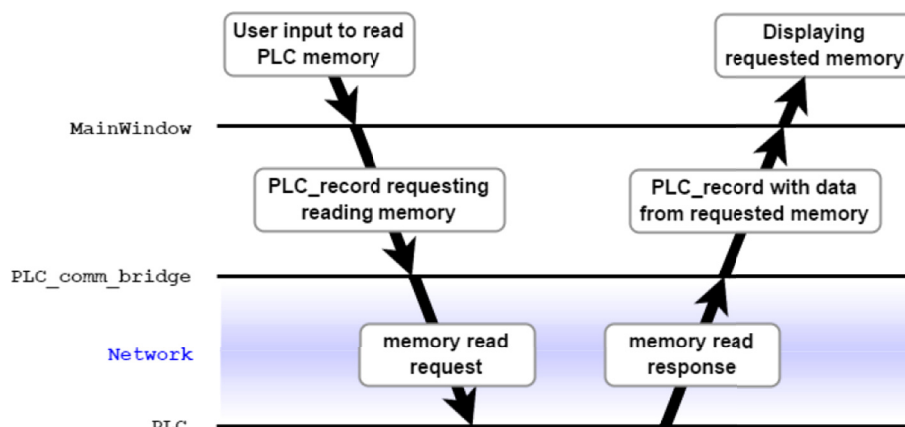 User input to read
PLC memory
Displaying
requested memory
MainWindow
PLC_record requesting
reading memory
PLC_record with data
from requested memory
PLC_comm_bridge
Network
memory read
request
memory read
response
PLC